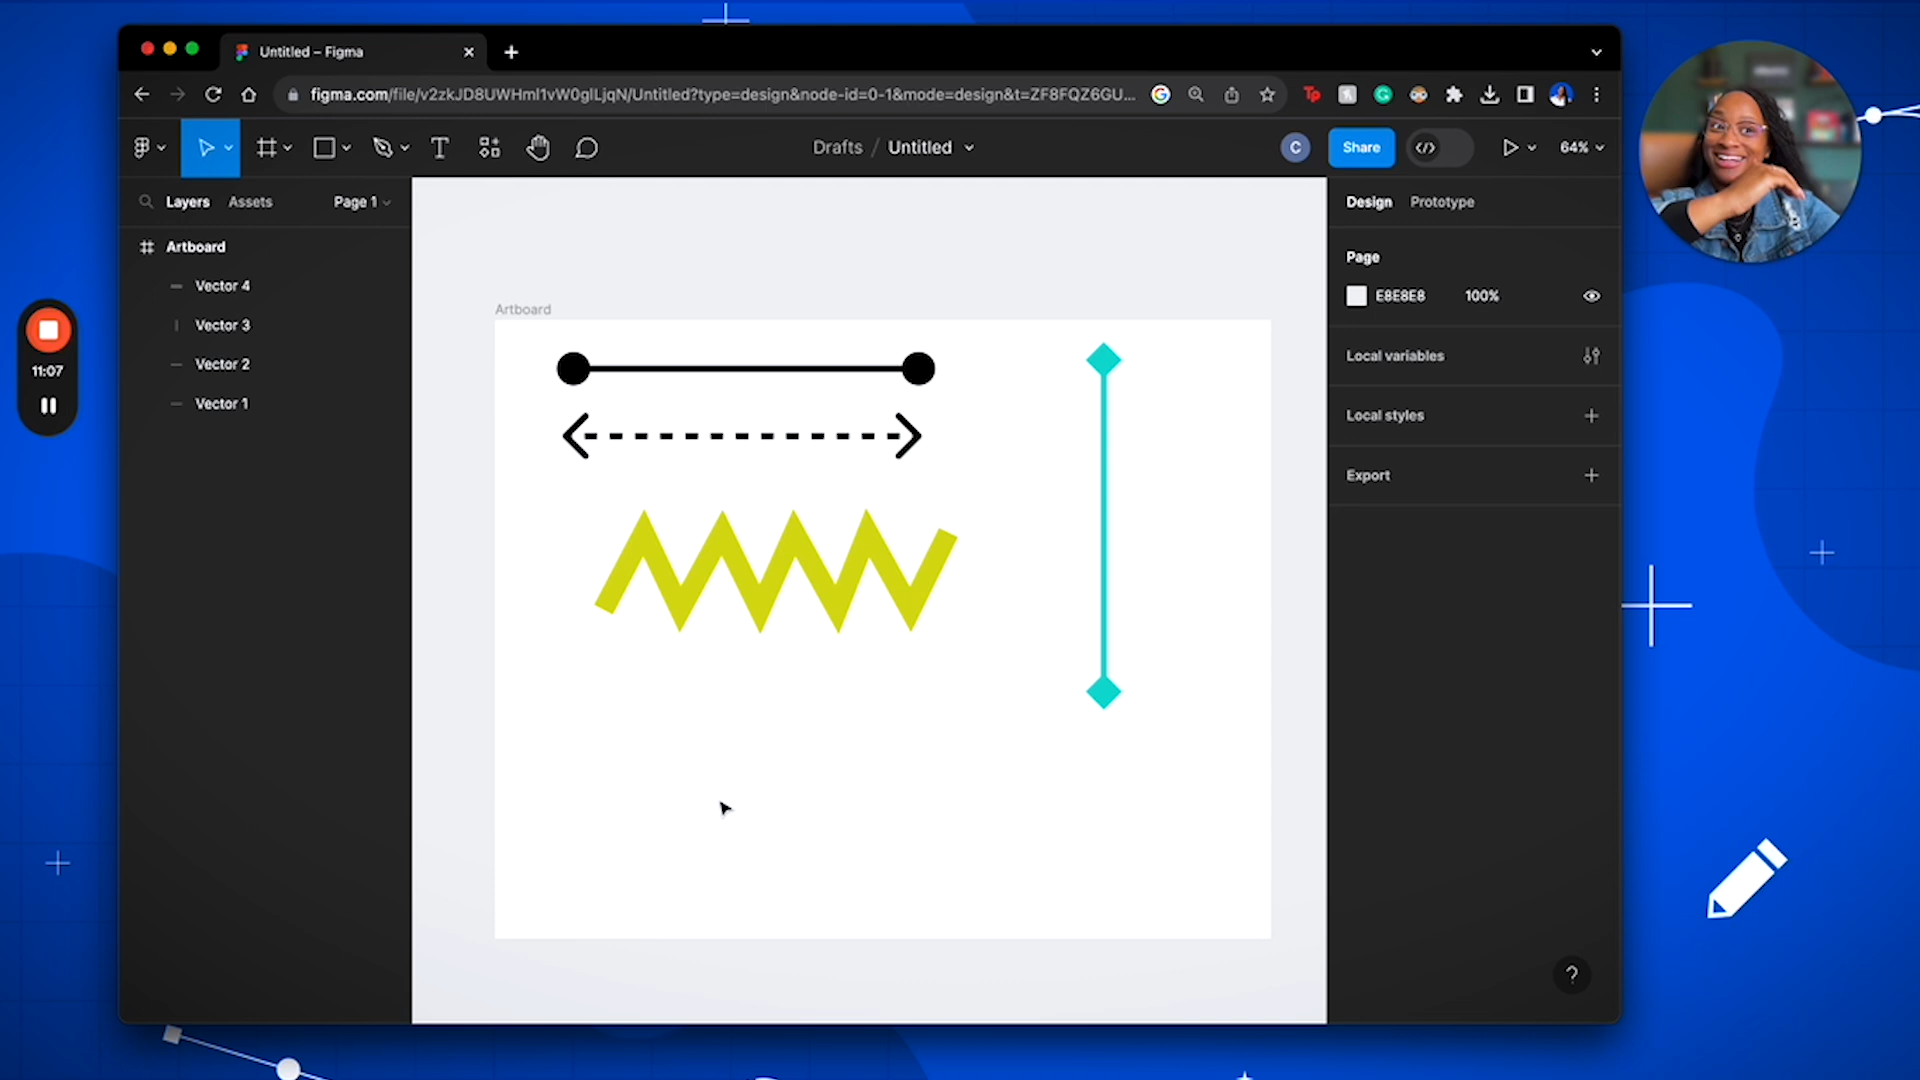 Untitled – Figma
figma.com/file/v2zkJD8UWHml1vW0glLjqN/Untitled?type=design&node-id=0-1&mode=design&t=ZF8FQZ6GU...
Drafts / Untitled
C
Share
64%
Layers
Assets
Page 1
Design
Prototype
Artboard
Vector 4
Vector 3
Vector 2
Vector 1
11:07
Artboard
Page
E8E8E8
100%
Local variables
Local styles
Export
?